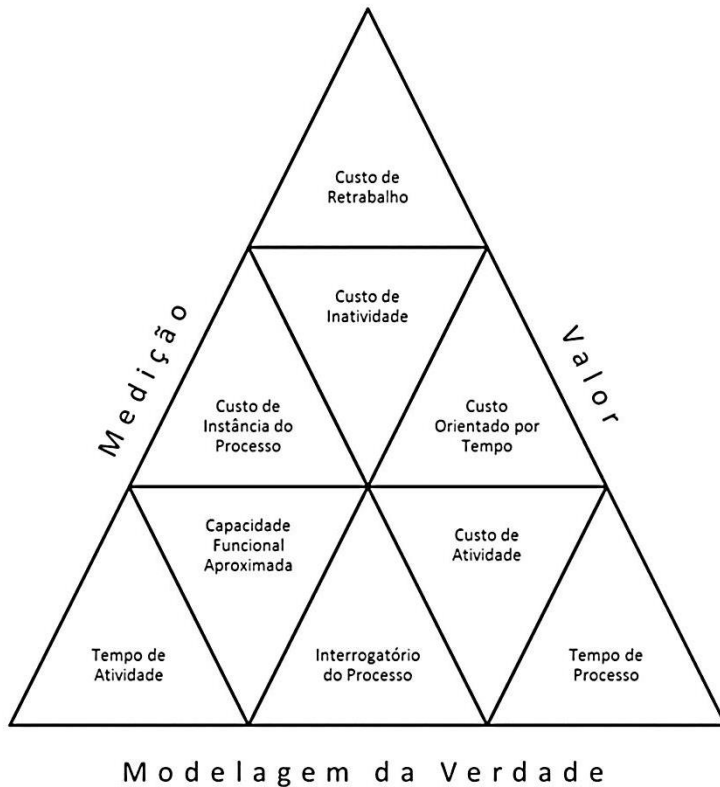 Custo de
Retrabalho
Custo de
Inatividade
Medição
Valor
Custo de
Instância do
Processo
Custo
Orientado por
Tempo
Capacidade
Funcional
Aproximada
Custo de
Atividade
Tempo de
Atividade
Interrogatório
do Processo
Tempo de
Processo
Modelagem da Verdade